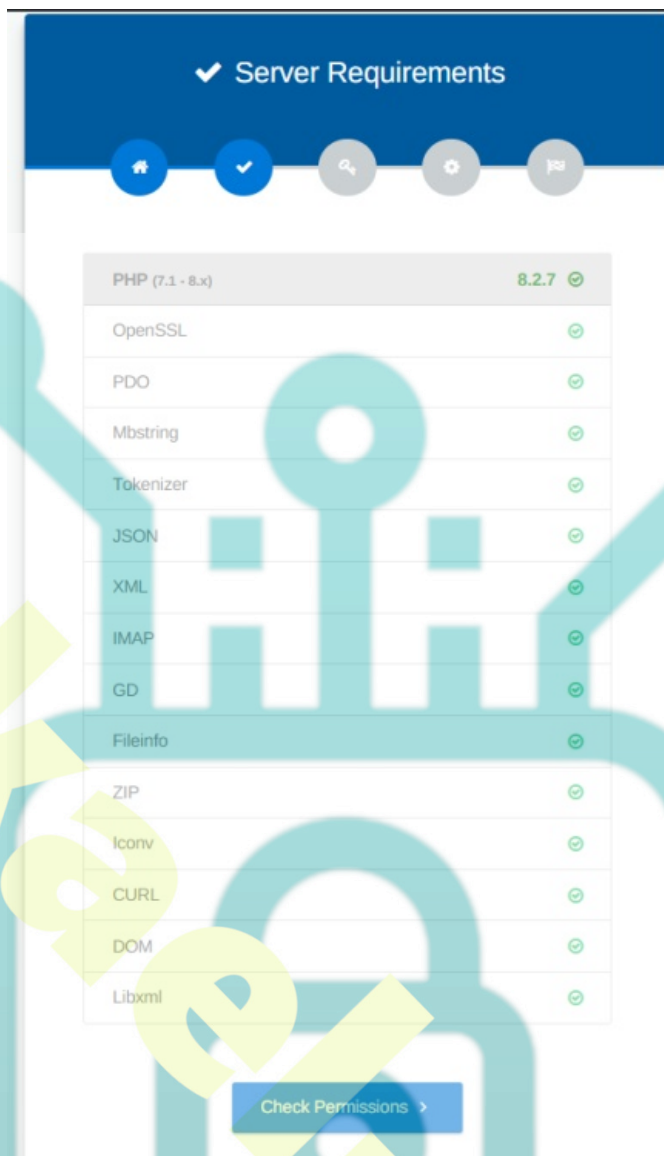 Server Requirements
PHP (7.1 - 8.x) 8.2.7
OpenSSL
PDO
Mbstring
Tokenizer
JSON
XML
IMAP
GD
Fileinfo
ZIP
Iconv
CURL
DOM
Libxml
Check Permissions